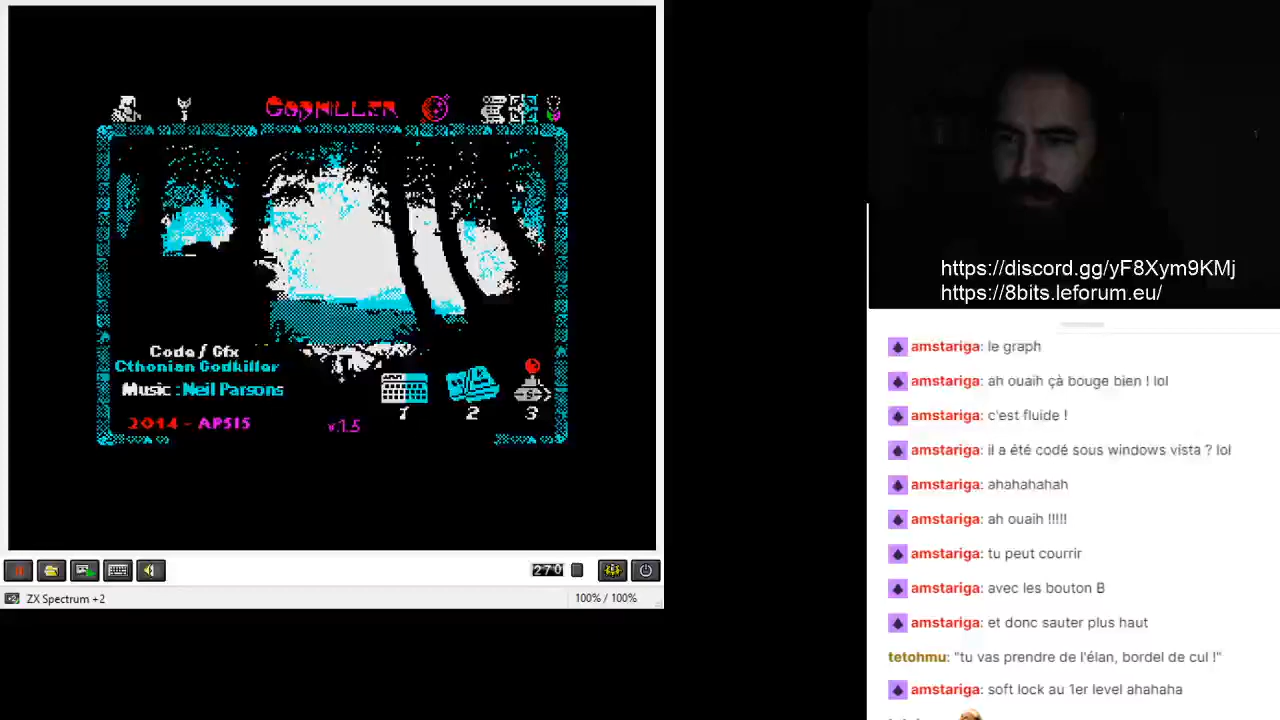 GODKILLER
Code / Gfx
Cthonian Godkiller
Music : Neil Parsons
1 2 3
2014 - APSIS v.1.5
270
ZX Spectrum +2
100% / 100%
https://discord.gg/yF8Xym9KMj
https://8bits.leforum.eu/
amstariga: le graph
amstariga: ah ouaih çà bouge bien ! lol
amstariga: c'est fluide !
amstariga: il a été codé sous windows vista ? lol
amstariga: ahahahahah
amstariga: ah ouaih !!!!!
amstariga: tu peut courrir
amstariga: avec les bouton B
amstariga: et donc sauter plus haut
tetohmu: "tu vas prendre de l'élan, bordel de cul !"
amstariga: soft lock au 1er level ahahaha